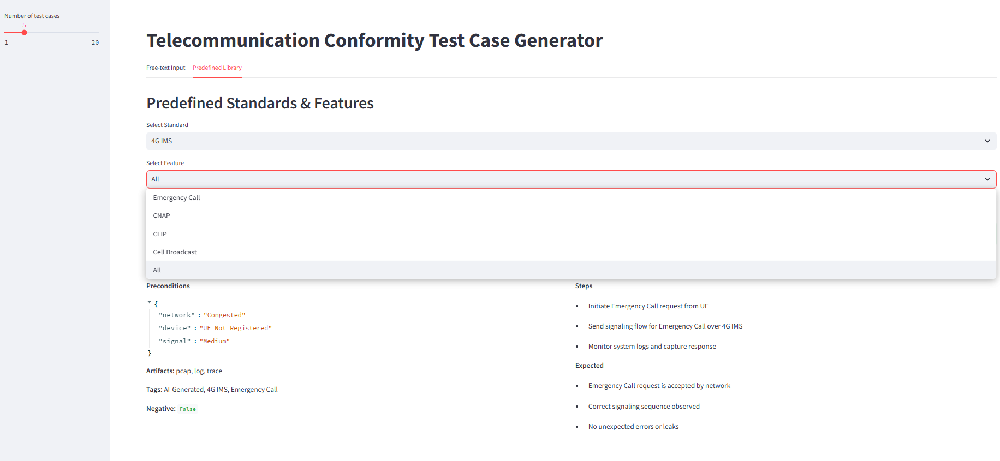 Number of test cases
5
1 20
Telecommunication Conformity Test Case Generator
Free-text Input Predefined Library
Predefined Standards & Features
Select Standard
4G IMS
Select Feature
All
Emergency Call
CNAP
CLIP
Cell Broadcast
All
Preconditions
{
"network" : "Congested"
"device" : "UE Not Registered"
"signal" : "Medium"
}
Artifacts: pcap, log, trace
Tags: AI-Generated, 4G IMS, Emergency Call
Negative: False
Steps
• Initiate Emergency Call request from UE
• Send signaling flow for Emergency Call over 4G IMS
• Monitor system logs and capture response
Expected
• Emergency Call request is accepted by network
• Correct signaling sequence observed
• No unexpected errors or leaks